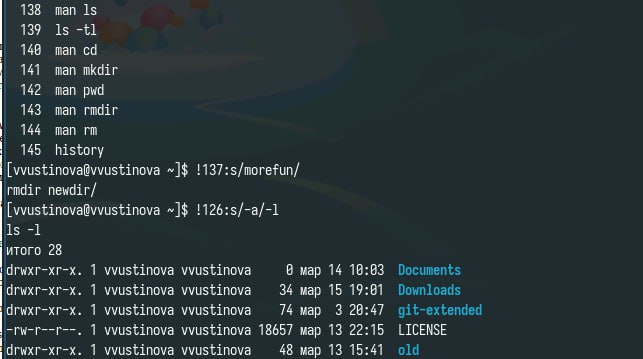 138 man ls
139 ls -tl
140 man cd
141 man mkdir
142 man pwd
143 man rmdir
144 man rm
145 history
[vvustinova@vvustinova ~]$ !137:s/morefun/
rmdir newdir/
[vvustinova@vvustinova ~]$ !126:s/-a/-l
ls -l
итого 28
drwxr-xr-x. 1 vvustinova vvustinova 0 мар 14 10:03 Documents
drwxr-xr-x. 1 vvustinova vvustinova 34 мар 15 19:01 Downloads
drwxr-xr-x. 1 vvustinova vvustinova 74 мар 3 20:47 git-extended
-rw-r--r--. 1 vvustinova vvustinova 18657 мар 13 22:15 LICENSE
drwxr-xr-x. 1 vvustinova vvustinova 48 мар 13 15:41 old